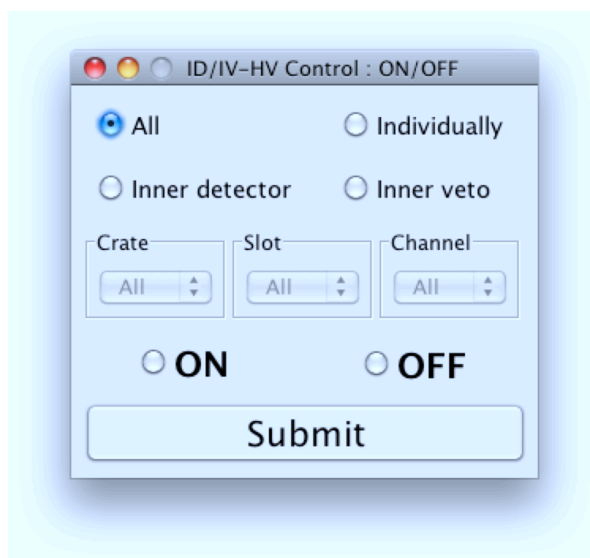 ID/IV-HV Control : ON/OFF
All Individually
Inner detector Inner veto
Crate Slot Channel
All All All
ON OFF
Submit